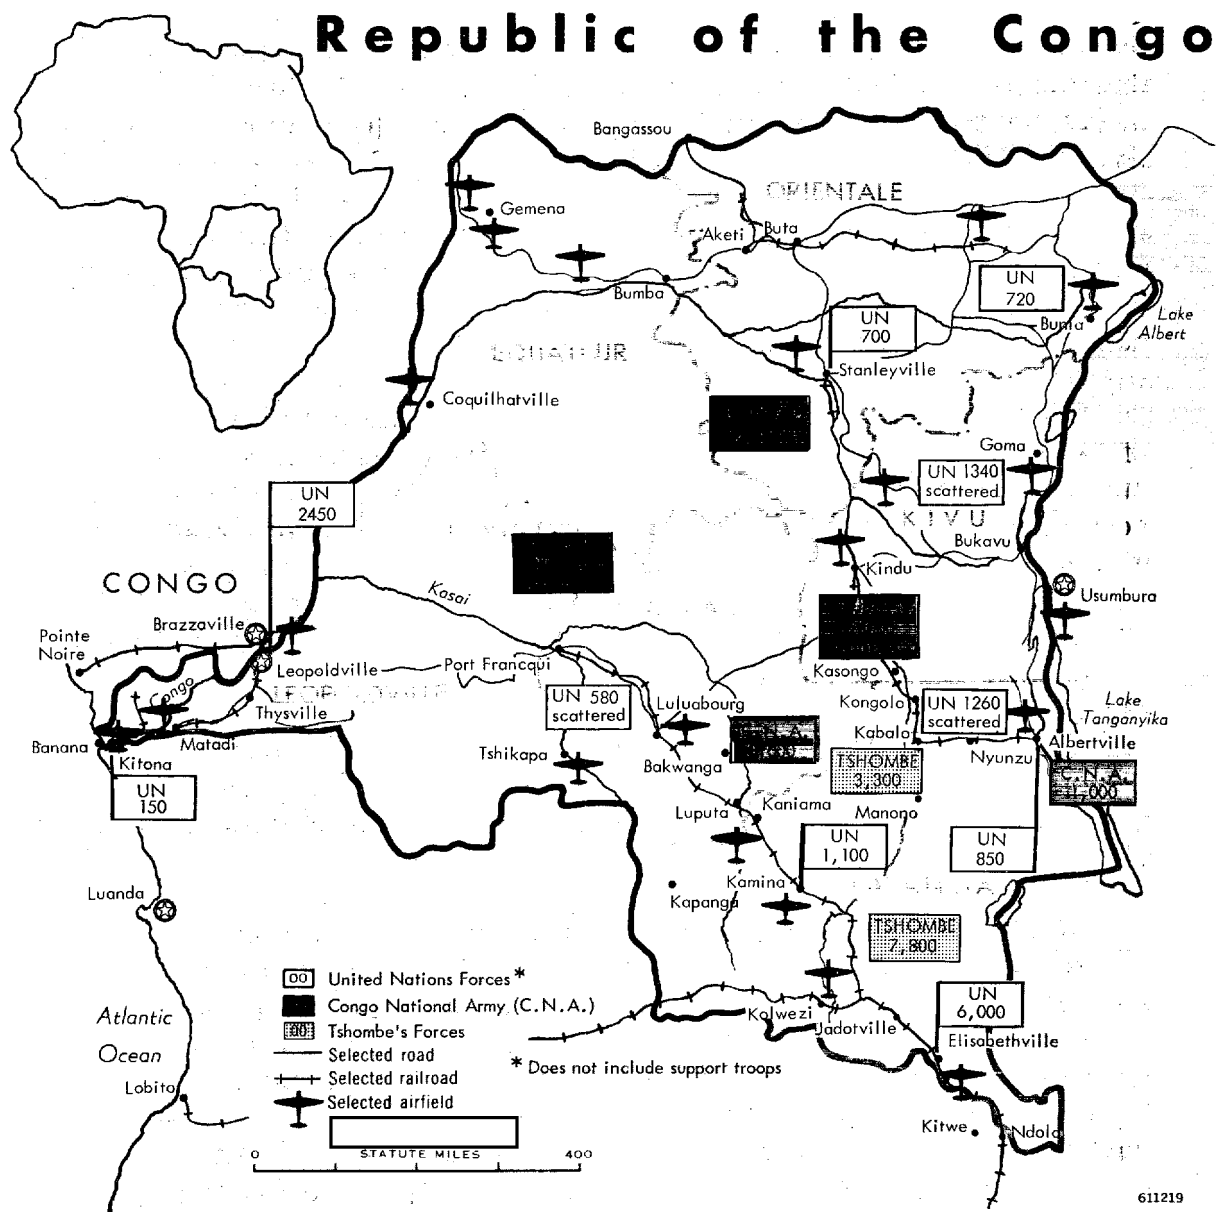 Republic of the Congo
Bangassou
ORIENTALE
Gemena
Aketi
Buta
UN
720
Bumba
Bunia
Lake
Albert
UN
700
Stanleyville
Coquilhatville
Goma
UN 1340
scattered
KIVU
UN
2450
Bukavu
Kindu
CONGO
Kasai
Usumbura
Brazzaville
Pointe
Noire
Leopoldville
Port Francqui
Kasongo
Congo
UN 580
scattered
Luluabourg
Kongolo
UN 1260
scattered
Lake
Tanganyika
Thysville
Banana
Matadi
Kabalo
Albertville
Kitona
Tshikapa
Bakwanga
TSHOMBE
3,300
Nyunzu
C.N.A.
11,000
UN
150
Luputa
Kaniama
Manono
UN
1,100
UN
850
Luanda
Kamina
Kapanga
TSHOMBE
7,800
00 United Nations Forces*
Congo National Army (C.N.A.)
00 Tshombe's Forces
Selected road
Selected railroad
Selected airfield
* Does not include support troops
Atlantic
Ocean
Lobito
Kolwezi
Jadotville
UN
6,000
Elisabethville
Kitwe
Ndola
STATUTE MILES
0 400
611219